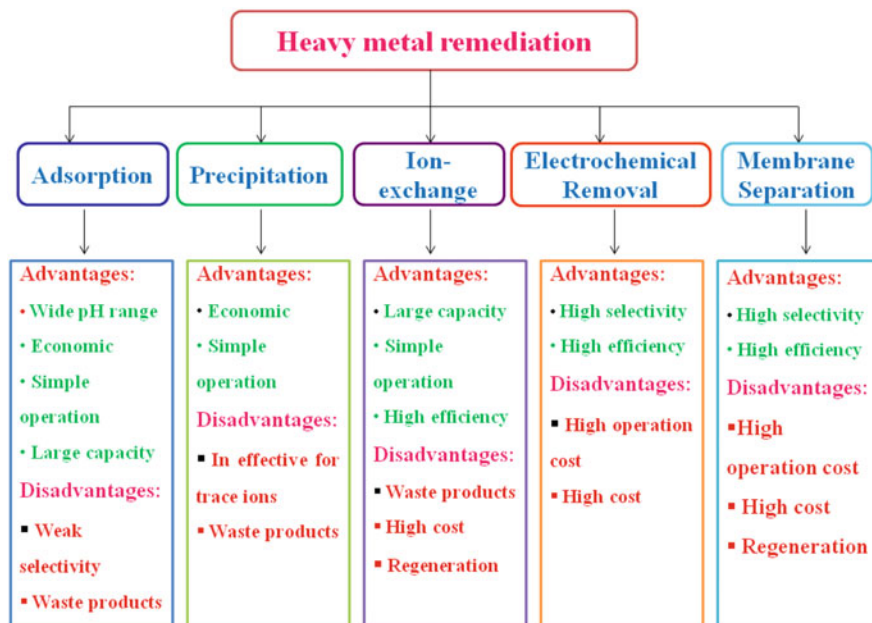 Heavy metal remediation
Adsorption
Precipitation
Ion-
exchange
Electrochemical
Removal
Membrane
Separation
Advantages:
• Wide pH range
• Economic
• Simple
operation
• Large capacity
Disadvantages:
▪ Weak
selectivity
▪ Waste products
Advantages:
• Economic
• Simple
operation
Disadvantages:
▪ In effective for
trace ions
▪ Waste products
Advantages:
• Large capacity
• Simple
operation
• High efficiency
Disadvantages:
▪ Waste products
▪ High cost
▪ Regeneration
Advantages:
• High selectivity
• High efficiency
Disadvantages:
▪ High operation
cost
▪ High cost
Advantages:
• High selectivity
• High efficiency
Disadvantages:
▪High
operation cost
▪ High cost
▪ Regeneration